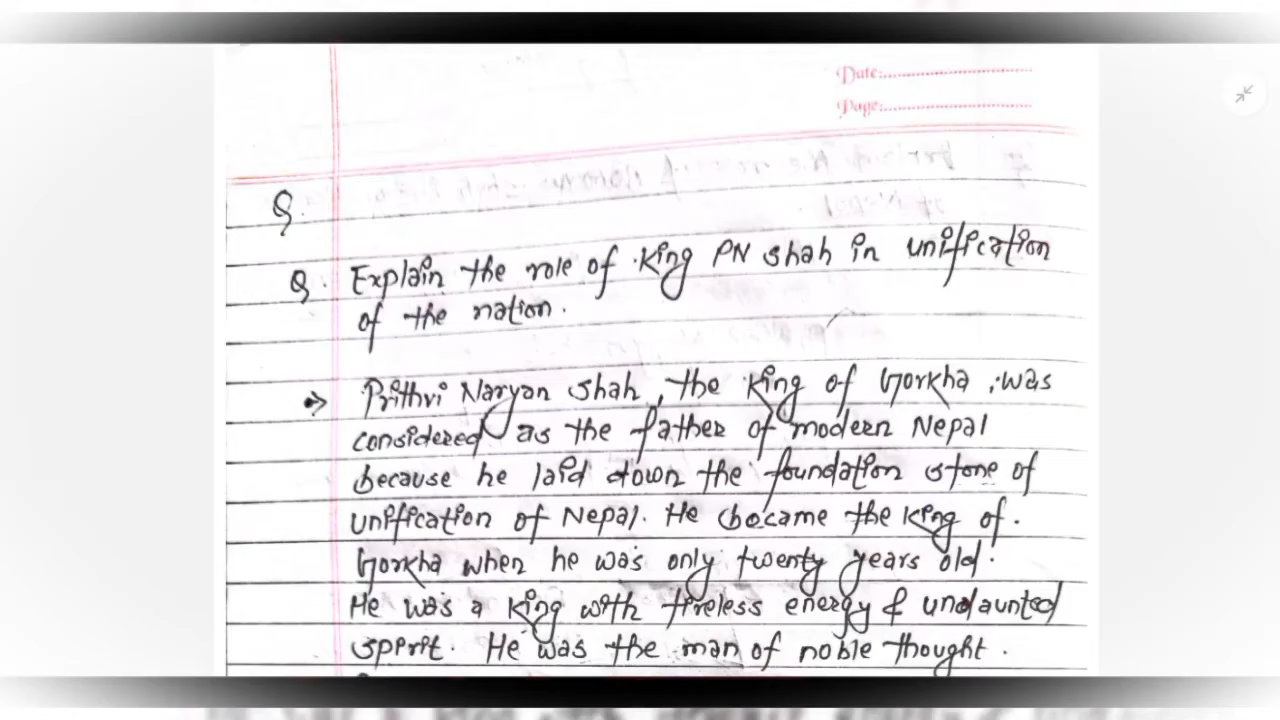 Date:
Page:
Q.
Q. Explain the role of King PN Shah in unification
of the nation.
→ Prithvi Naryan Shah, the King of Gorkha, was
considered as the father of modern Nepal
because he laid down the foundation stone of
unification of Nepal. He became the King of.
Gorkha when he was only twenty years old.
He was a King with tireless energy & undaunted
spirit. He was the man of noble thought.